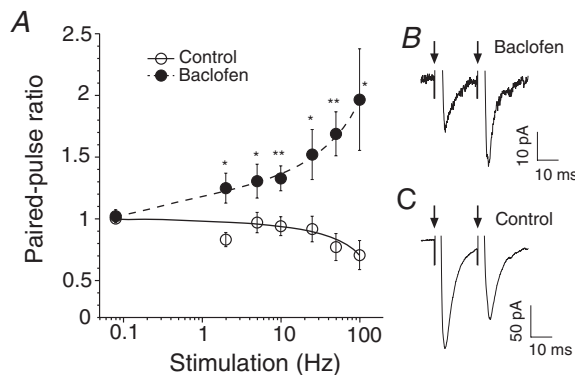 A
Control
Baclofen
Paired-pulse ratio
2.5
2
1.5
1
0.5
0
* * ** * ** *
0.1 1 10 100
Stimulation (Hz)
B
Baclofen
10 pA
10 ms
C
Control
50 pA
10 ms